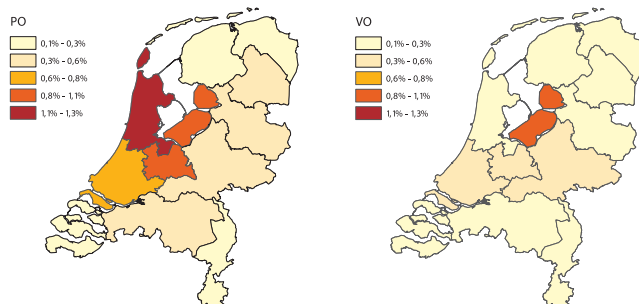 PO
0,1% - 0,3%
0,3% - 0,6%
0,6% - 0,8%
0,8% - 1,1%
1,1% - 1,3%
VO
0,1% - 0,3%
0,3% - 0,6%
0,6% - 0,8%
0,8% - 1,1%
1,1% - 1,3%